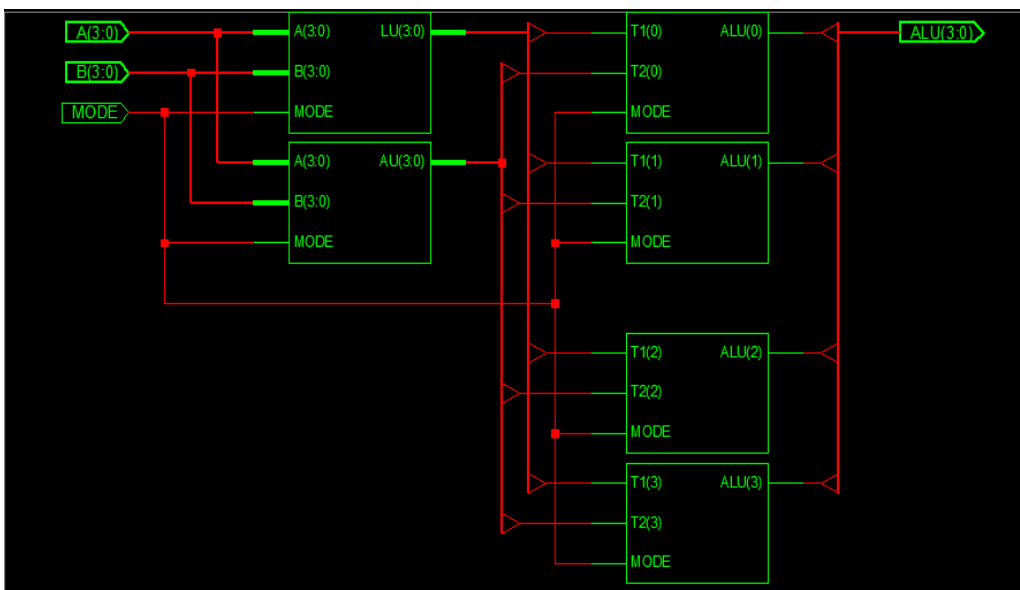 A(3:0)
B(3:0)
MODE
A(3:0) LU(3:0)
B(3:0)
MODE
A(3:0) AU(3:0)
B(3:0)
MODE
T1(0) ALU(0)
T2(0)
MODE
T1(1) ALU(1)
T2(1)
MODE
T1(2) ALU(2)
T2(2)
MODE
T1(3) ALU(3)
T2(3)
MODE
ALU(3:0)